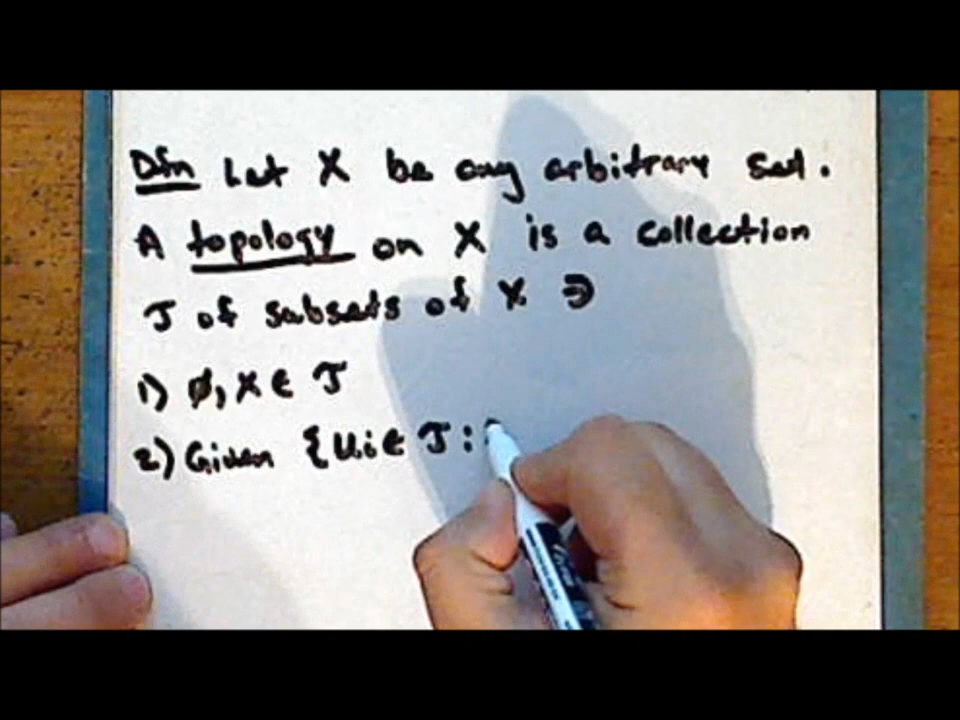 Dfn Let X be any arbitrary set.
A topology on X is a collection
T of subsets of X ∋
1) ∅, X ∈ T
2) Given {Ui ∈ T :